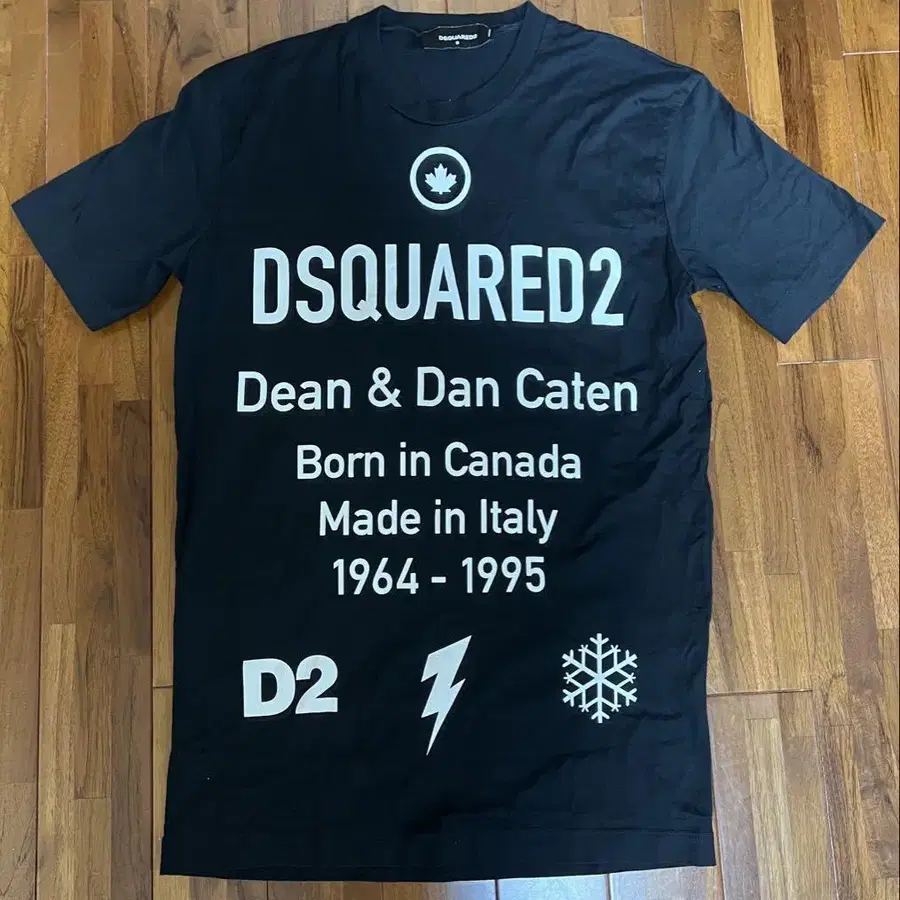 DSQUARED2
DSQUARED2
Dean & Dan Caten
Born in Canada
Made in Italy
1964 - 1995
D2